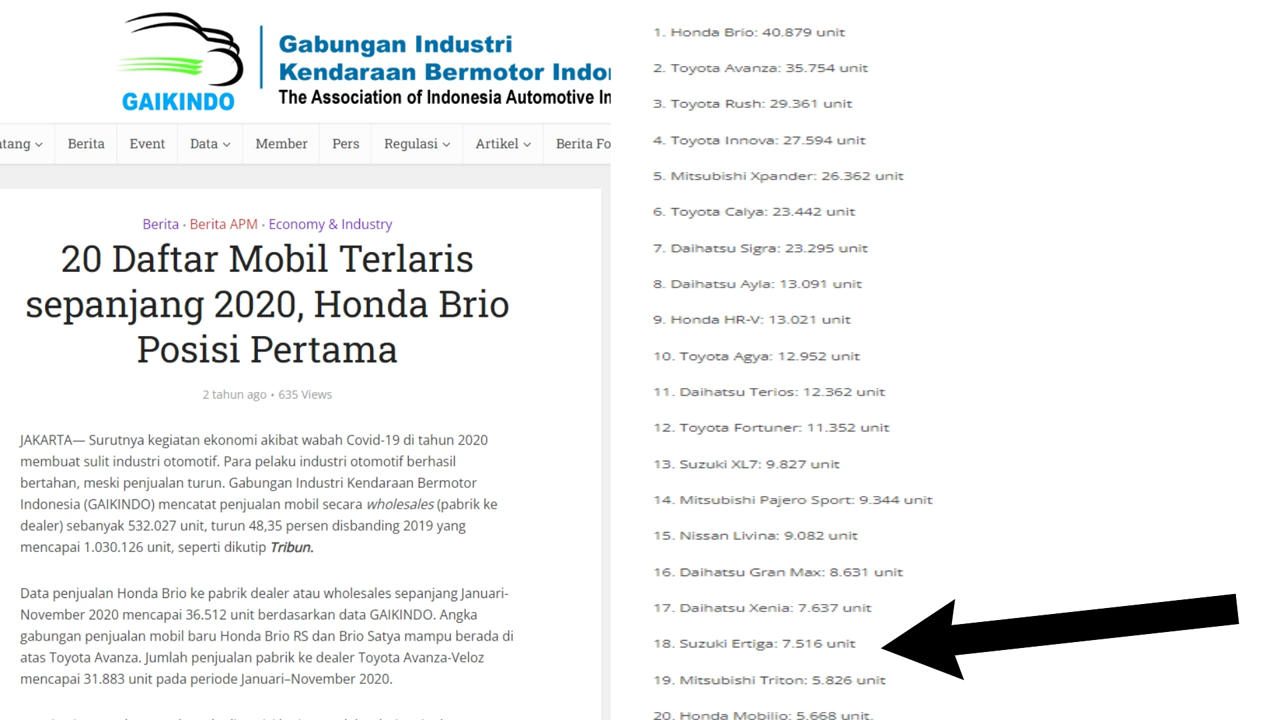 GAIKINDO
Gabungan Industri
Kendaraan Bermotor Indo
The Association of Indonesia Automotive In
ntang
Berita
Event
Data
Member
Pers
Regulasi
Artikel
Berita Fo
Berita • Berita APM • Economy & Industry
20 Daftar Mobil Terlaris
sepanjang 2020, Honda Brio
Posisi Pertama
2 tahun ago • 635 Views
JAKARTA— Surutnya kegiatan ekonomi akibat wabah Covid-19 di tahun 2020
membuat sulit industri otomotif. Para pelaku industri otomotif berhasil
bertahan, meski penjualan turun. Gabungan Industri Kendaraan Bermotor
Indonesia (GAIKINDO) mencatat penjualan mobil secara wholesales (pabrik ke
dealer) sebanyak 532.027 unit, turun 48,35 persen disbanding 2019 yang
mencapai 1.030.126 unit, seperti dikutip Tribun.
Data penjualan Honda Brio ke pabrik dealer atau wholesales sepanjang Januari-
November 2020 mencapai 36.512 unit berdasarkan data GAIKINDO. Angka
gabungan penjualan mobil baru Honda Brio RS dan Brio Satya mampu berada di
atas Toyota Avanza. Jumlah penjualan pabrik ke dealer Toyota Avanza-Veloz
mencapai 31.883 unit pada periode Januari–November 2020.
1. Honda Brio: 40.879 unit
2. Toyota Avanza: 35.754 unit
3. Toyota Rush: 29.361 unit
4. Toyota Innova: 27.594 unit
5. Mitsubishi Xpander: 26.362 unit
6. Toyota Calya: 23.442 unit
7. Daihatsu Sigra: 23.295 unit
8. Daihatsu Ayla: 13.091 unit
9. Honda HR-V: 13.021 unit
10. Toyota Agya: 12.952 unit
11. Daihatsu Terios: 12.362 unit
12. Toyota Fortuner: 11.352 unit
13. Suzuki XL7: 9.827 unit
14. Mitsubishi Pajero Sport: 9.344 unit
15. Nissan Livina: 9.082 unit
16. Daihatsu Gran Max: 8.631 unit
17. Daihatsu Xenia: 7.637 unit
18. Suzuki Ertiga: 7.516 unit
19. Mitsubishi Triton: 5.826 unit
20. Honda Mobilio: 5.668 unit.